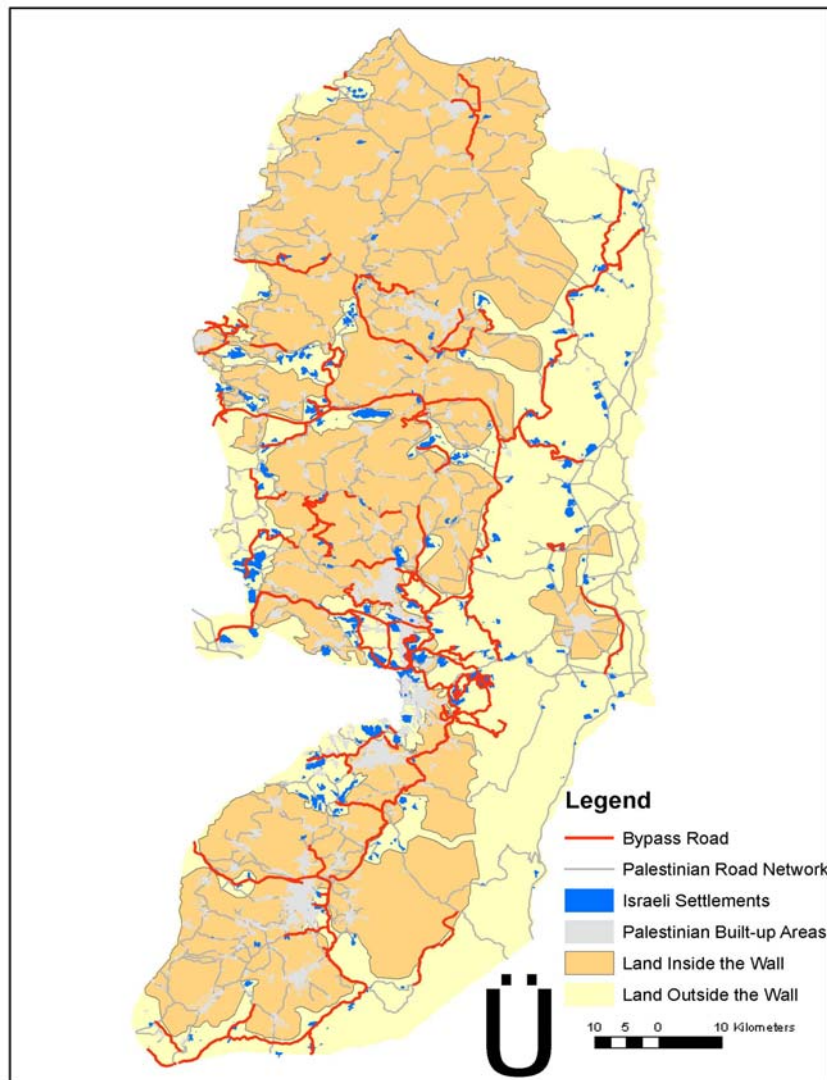 Legend
Bypass Road
Palestinian Road Network
Israeli Settlements
Palestinian Built-up Areas
Land Inside the Wall
Land Outside the Wall
Ü
10 5 0 10 Kilometers